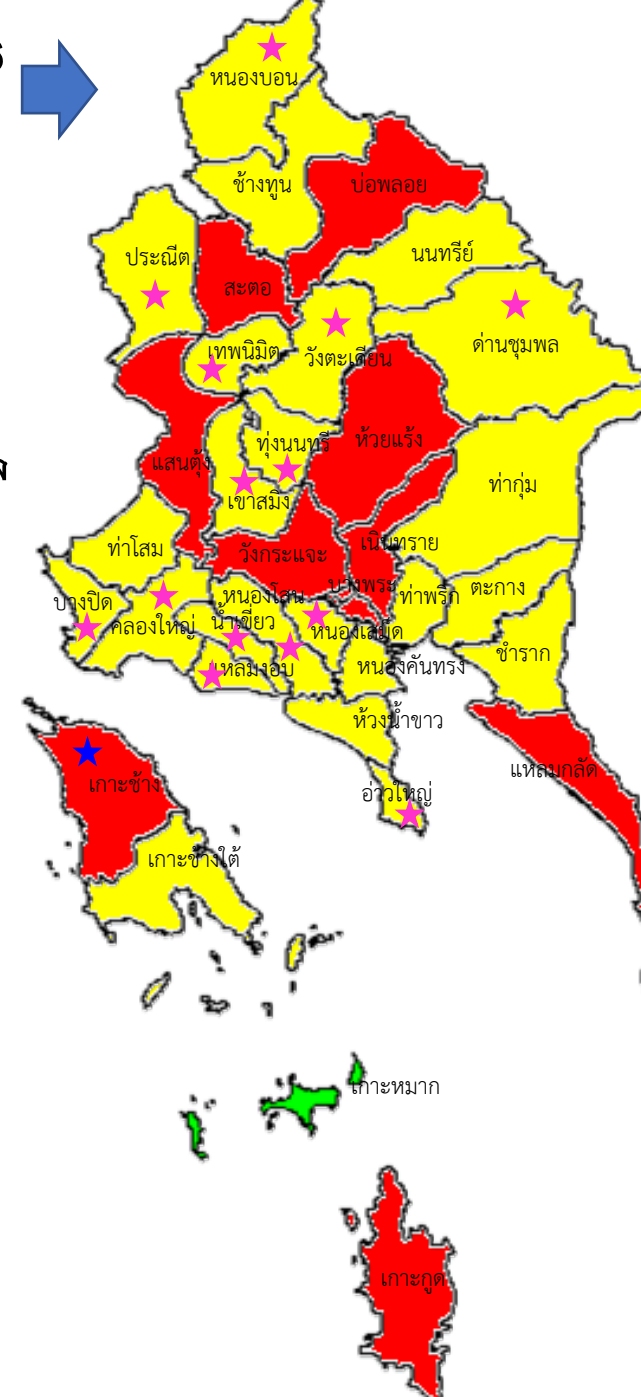 หนองบอน
ช้างทูน
บ่อพลอย
นนทรีย์
ประณีต
สะตอ
เทพนิมิต
วังตะเคียน
ด่านชุมพล
ทุ่งนนทรี
ห้วยแร้ง
แสนตุ้ง
เขาสมิง
ท่ากุ่ม
ท่าโสม
วังกระแจะ
เนินทราย
บางปิด
คลองใหญ่
หนองโสน
บางพระ
ท่าพริก
ตะกาง
น้ำเชี่ยว
หนองเสม็ด
แหลมงอบ
หนองคันทรง
ชำราก
ห้วงน้ำขาว
แหลมกลัด
อ่าวใหญ่
เกาะช้าง
เกาะช้างใต้
เกาะหมาก
เกาะกูด